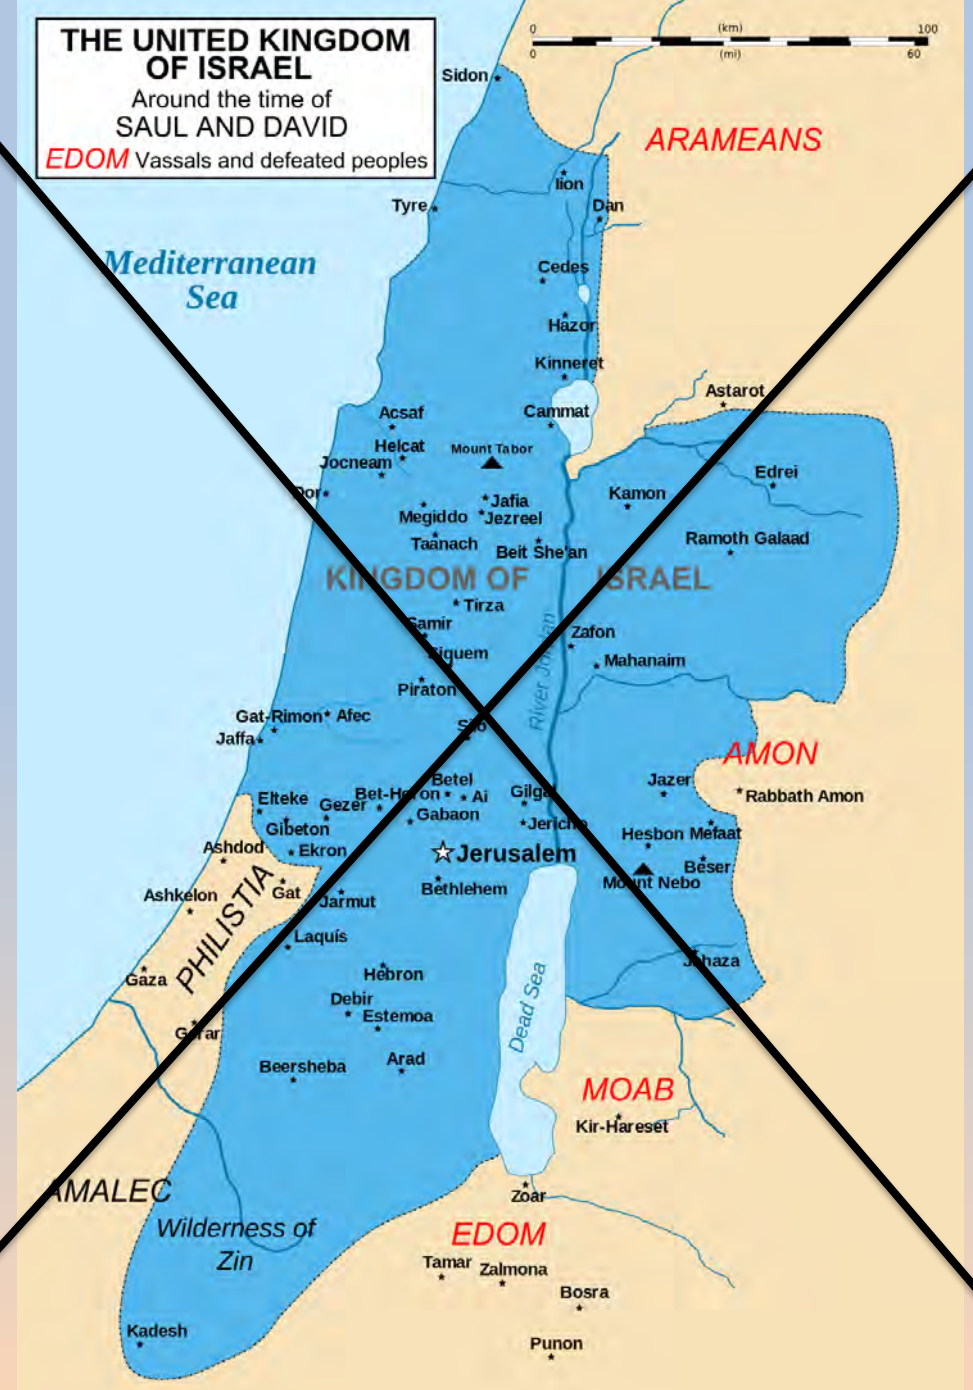 THE UNITED KINGDOM
OF ISRAEL
Around the time of
SAUL AND DAVID
EDOM Vassals and defeated peoples
0 (km) 100
0 (mi) 60
Sidon
ARAMEANS
Iion
Tyre
Dan
Mediterranean
Sea
Cedes
Hazor
Kinneret
Astarot
Acsaf
Cammat
Helcat
Mount Tabor
Jocneam
Edrei
Dor
Kamon
Jafia
Megiddo
Jezreel
Taanach
Beit She'an
Ramoth Galaad
KINGDOM OF ISRAEL
Tirza
Samir
Zafon
Siquem
Mahanaim
River Jordan
Piraton
Gat-Rimon
Afec
Silo
Jaffa
AMON
Betel
Jazer
Bet-Horon
Ai
Gilgal
Rabbath Amon
Elteke
Gezer
Gabaon
Jericho
Gibeton
Hesbon
Mefaat
Ashdod
Ekron
Jerusalem
Beser
Mount Nebo
Gat
Bethlehem
Ashkelon
Jarmut
PHILISTIA
Laquís
Jahaza
Hebron
Gaza
Debir
Dead Sea
Estemoa
Gerar
Arad
Beersheba
MOAB
Kir-Hareset
AMALEC
Zoar
Wilderness of
Zin
EDOM
Tamar
Zalmona
Bosra
Kadesh
Punon